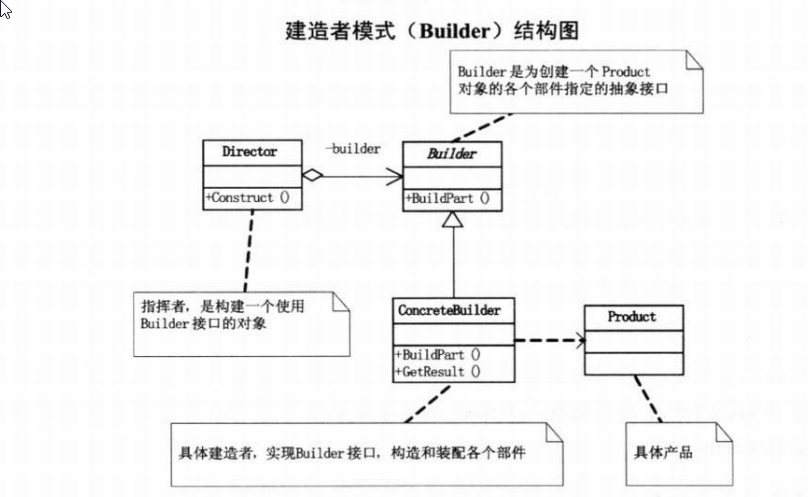 建造者模式（Builder）结构图
Builder是为创建一个Product
对象的各个部件指定的抽象接口
Director
-builder
Builder
+Construct()
+BuildPart()
指挥者，是构建一个使用
Builder接口的对象
ConcreteBuilder
Product
+BuildPart()
+GetResult()
具体建造者，实现Builder接口，构造和装配各个部件
具体产品